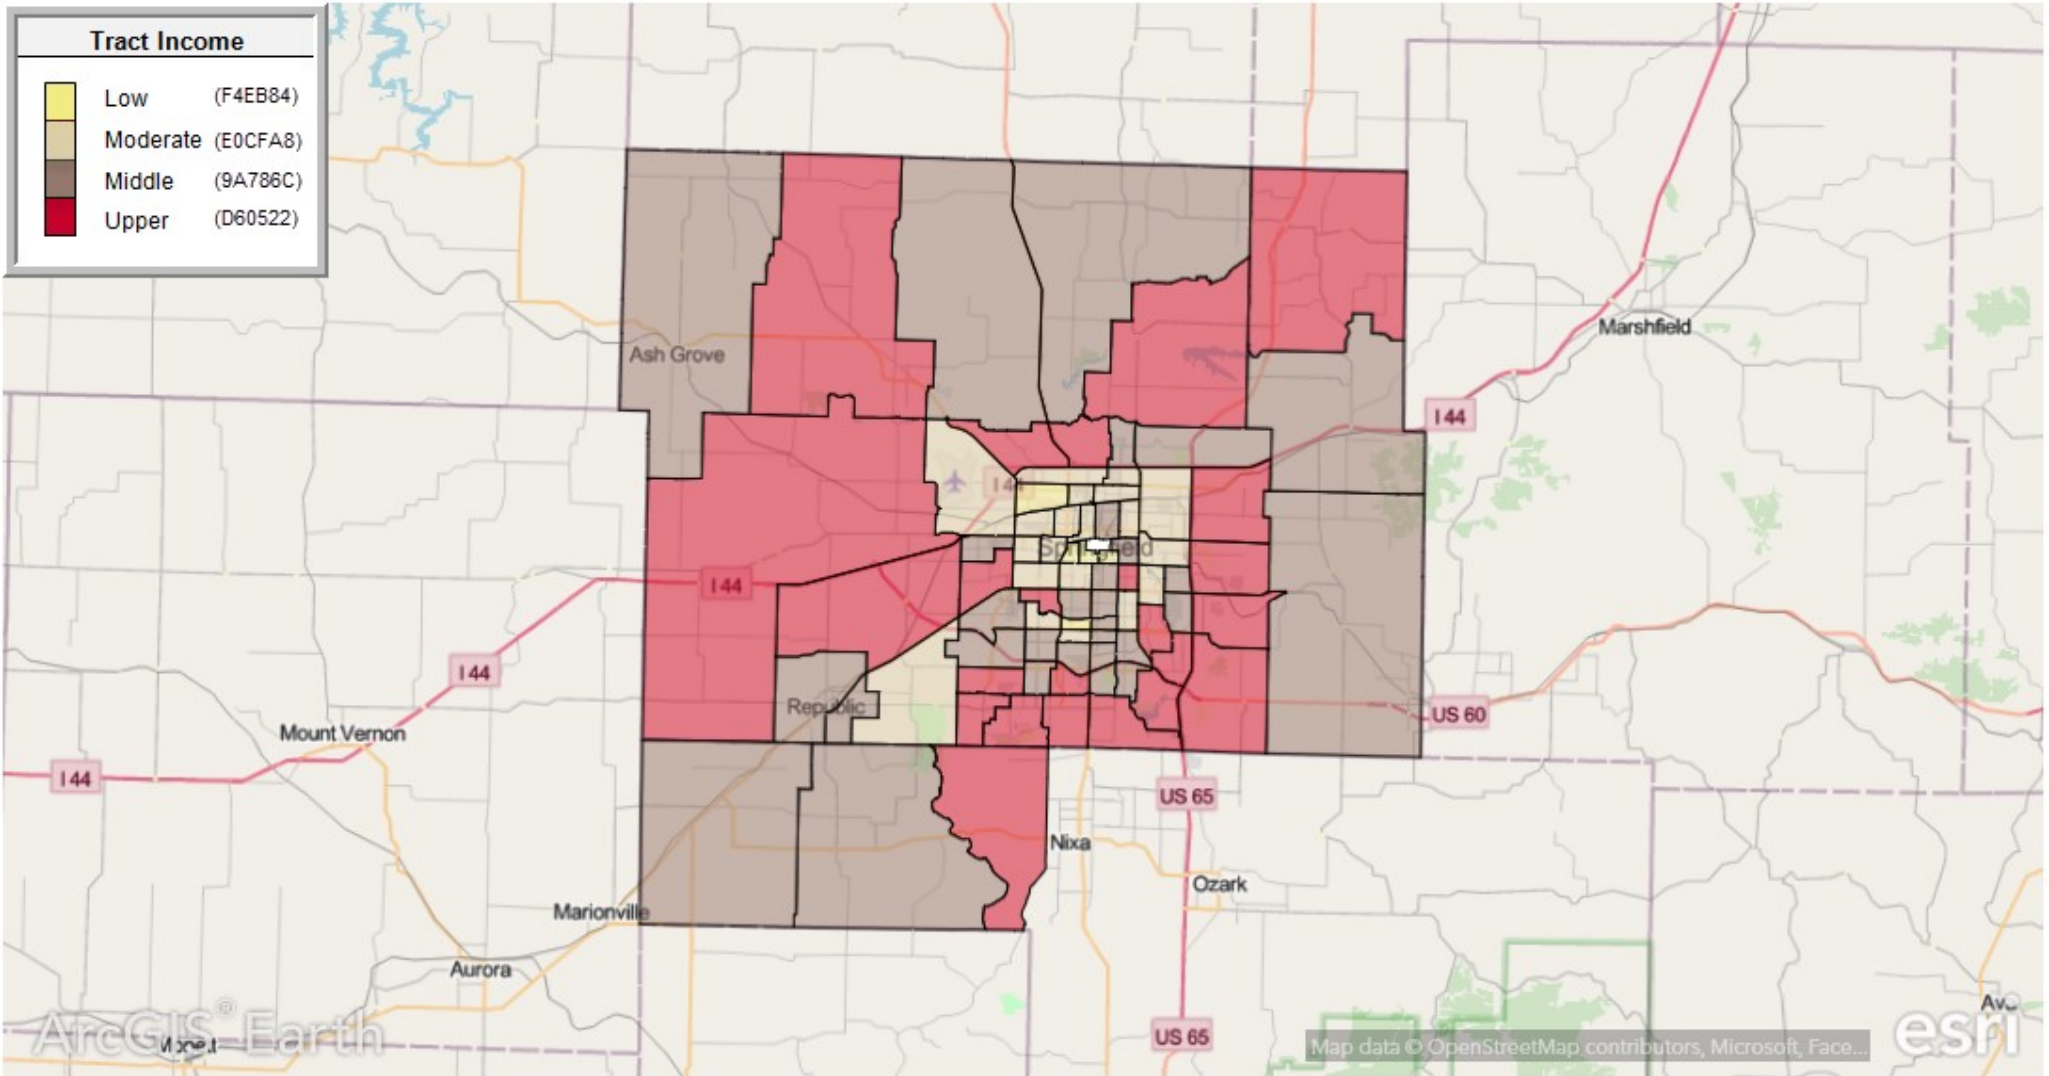 Tract Income
Low (F4EB84)
Moderate (E0CFA8)
Middle (9A786C)
Upper (D60522)
Marshfield
Ash Grove
I 44
I 44
Springfield
I 44
I 44
Republic
US 60
Mount Vernon
I 44
US 65
Nixa
Ozark
Marionville
Aurora
ArcGIS® Earth
US 65
Map data © OpenStreetMap contributors, Microsoft, Face...
esri